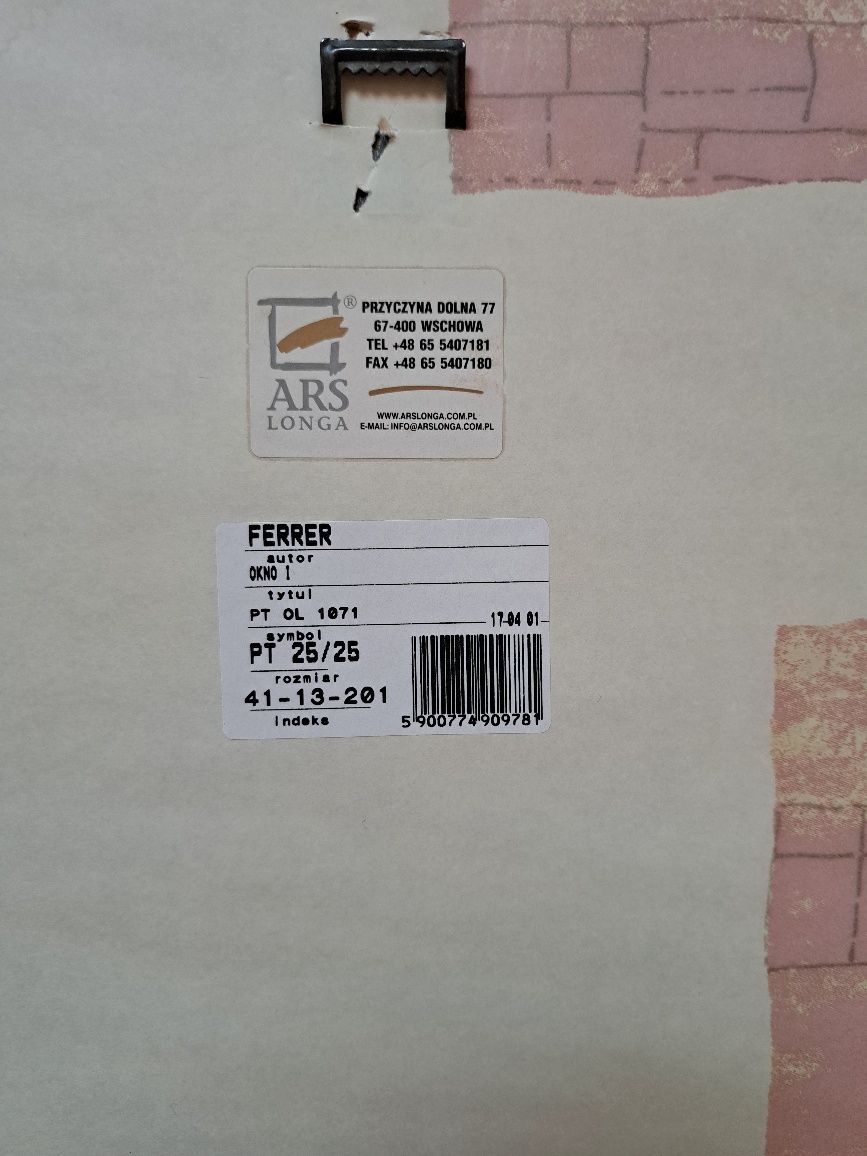 ®
PRZYCZYNA DOLNA 77
67-400 WSCHOWA
TEL +48 65 5407181
FAX +48 65 5407180
ARS
LONGA
WWW.ARSLONGA.COM.PL
E-MAIL: INFO@ARSLONGA.COM.PL
FERRER
autor
OKNO I
tytul
PT OL 1071
17-04 01
symbol
PT 25/25
rozmiar
41-13-201
indeks
5 900774 909781